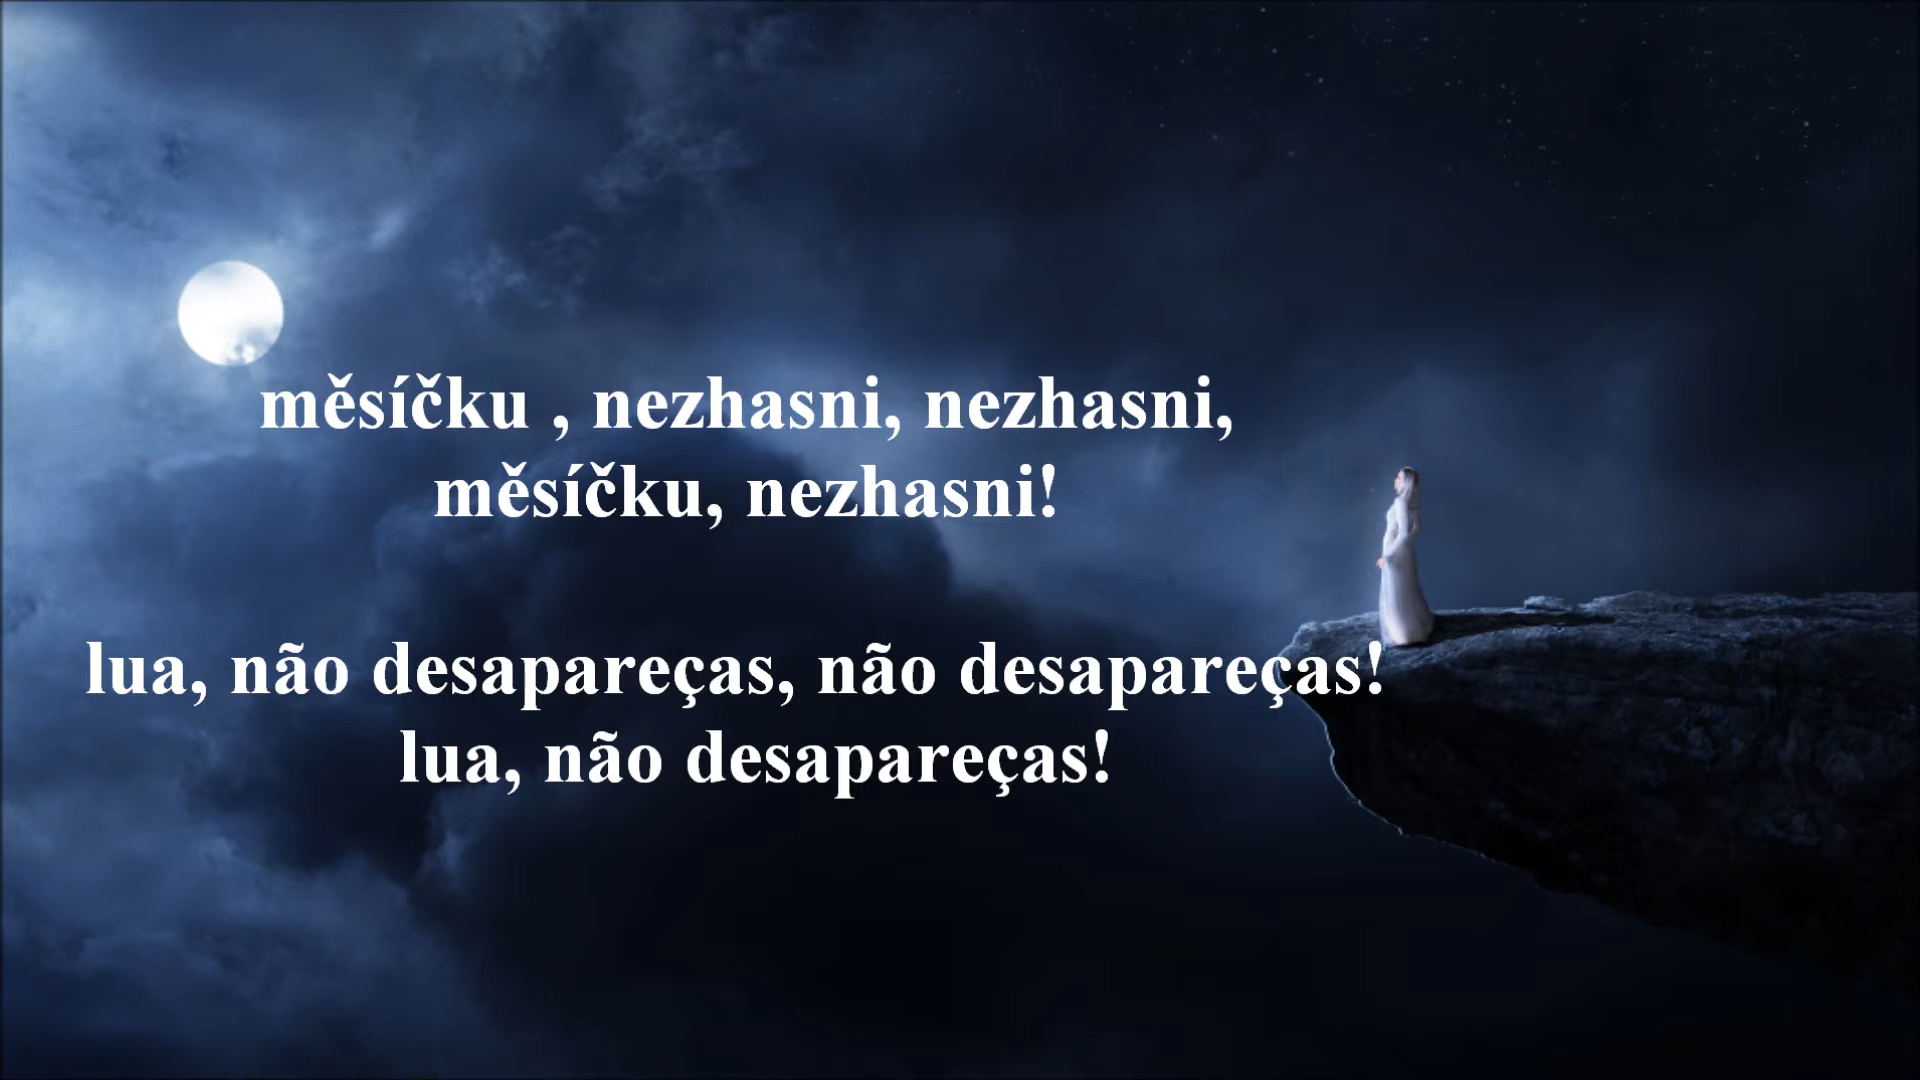 měsíčku , nezhasni, nezhasni,
měsíčku, nezhasni!
lua, não desapareças, não desapareças!
lua, não desapareças!